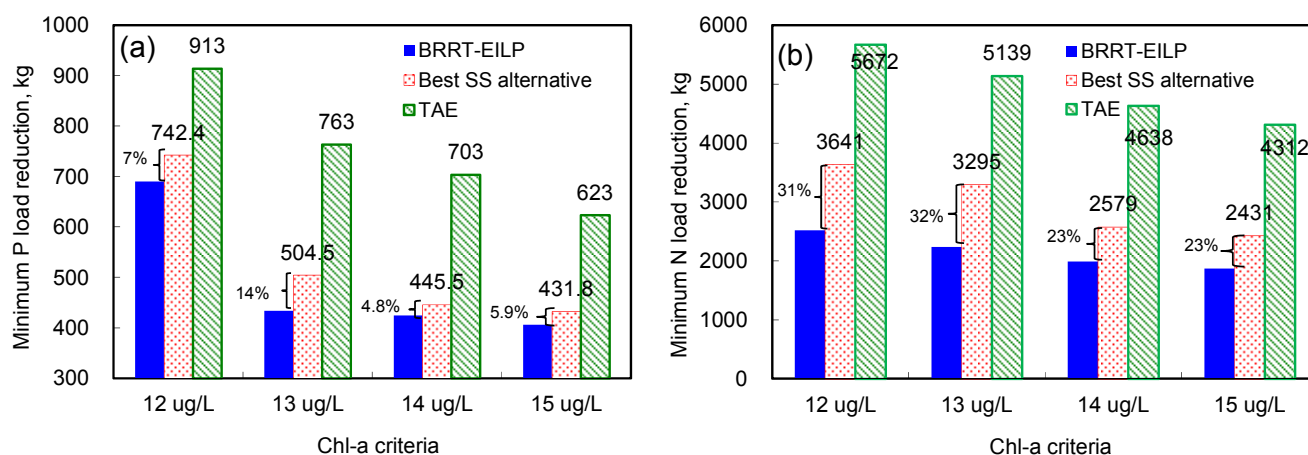 (a)
Minimum P load reduction, kg
1000
900
800
700
600
500
400
300
BRRT-EILP
Best SS alternative
TAE
913
742.4
7%
763
504.5
14%
703
445.5
4.8%
623
431.8
5.9%
12 ug/L 13 ug/L 14 ug/L 15 ug/L
Chl-a criteria
(b)
Minimum N load reduction, kg
6000
5000
4000
3000
2000
1000
0
BRRT-EILP
Best SS alternative
TAE
5672
3641
31%
5139
3295
32%
4638
2579
23%
4312
2431
23%
12 ug/L 13 ug/L 14 ug/L 15 ug/L
Chl-a criteria